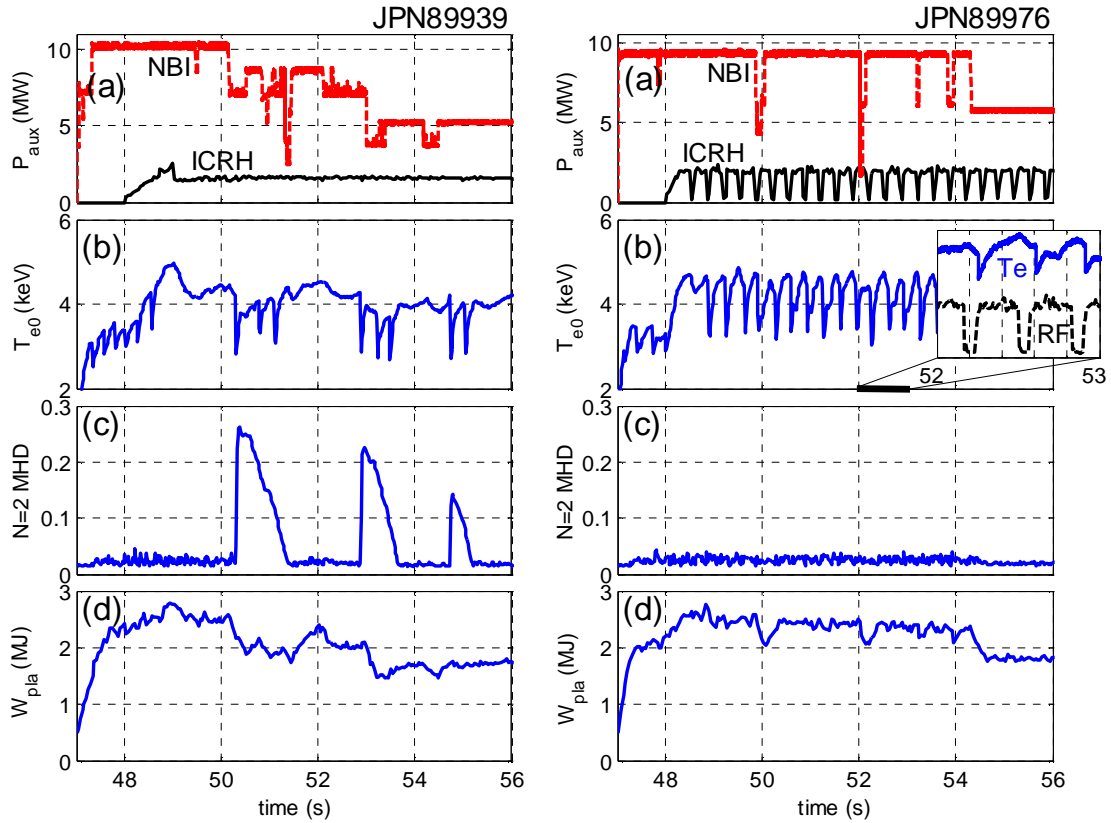 JPN89939
(a)
NBI
ICRH
P_aux (MW)
10
5
0
(b)
T_e0 (keV)
6
4
2
(c)
N=2 MHD
0.3
0.2
0.1
0
(d)
W_pla (MJ)
3
2
1
0
48 50 52 54 56
time (s)
JPN89976
(a)
NBI
ICRH
P_aux (MW)
10
5
0
(b)
T_e0 (keV)
6
4
2
Te
RF
52 53
(c)
N=2 MHD
0.3
0.2
0.1
0
(d)
W_pla (MJ)
3
2
1
0
48 50 52 54 56
time (s)